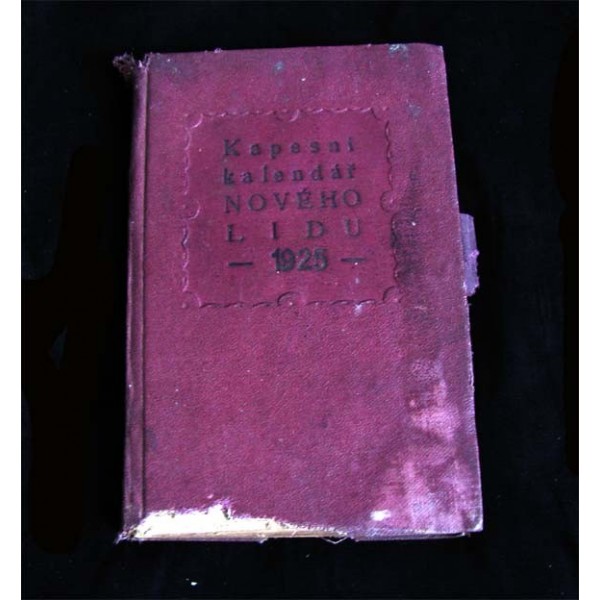 Kapesní
kalendář
NOVÉHO
LIDU
— 1925 —